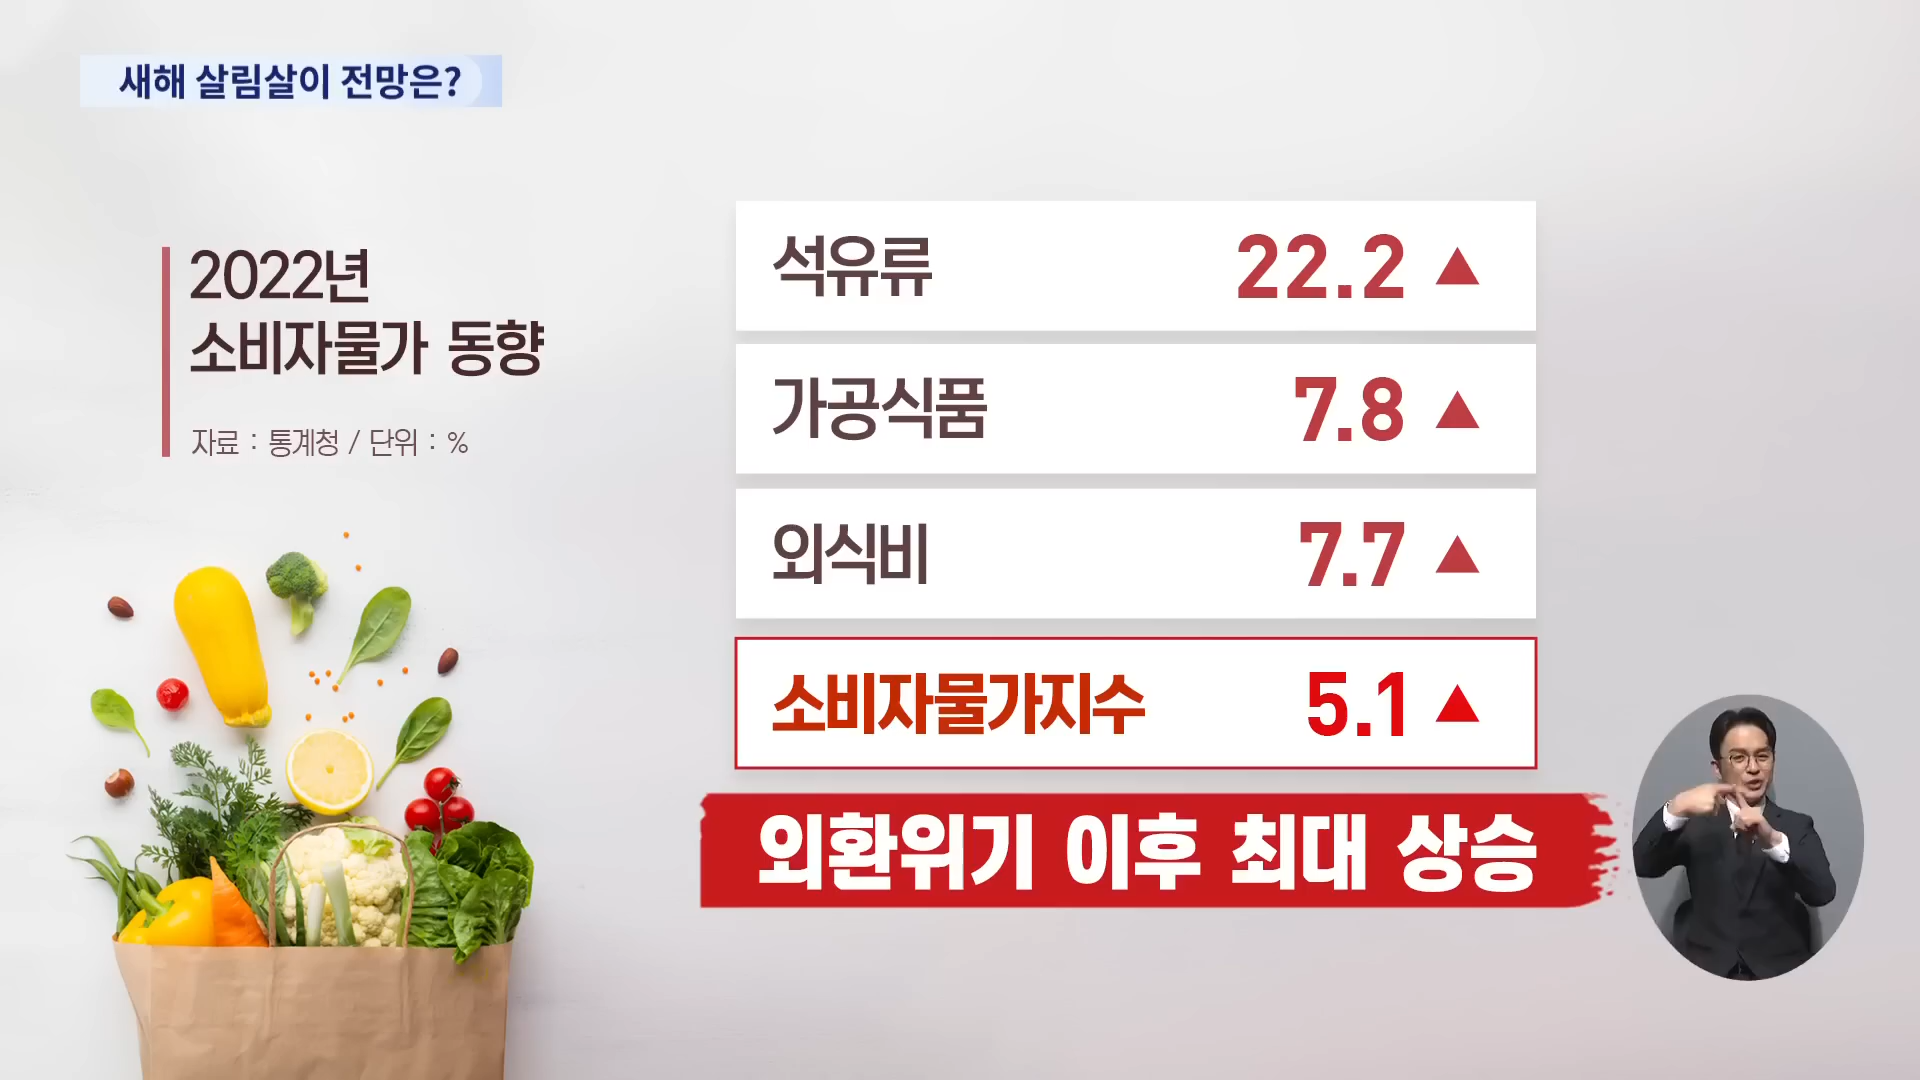 새해 살림살이 전망은?
2022년
소비자물가 동향
자료 : 통계청 / 단위 : %
석유류 22.2 ▲
가공식품 7.8 ▲
외식비 7.7 ▲
소비자물가지수 5.1 ▲
외환위기 이후 최대 상승